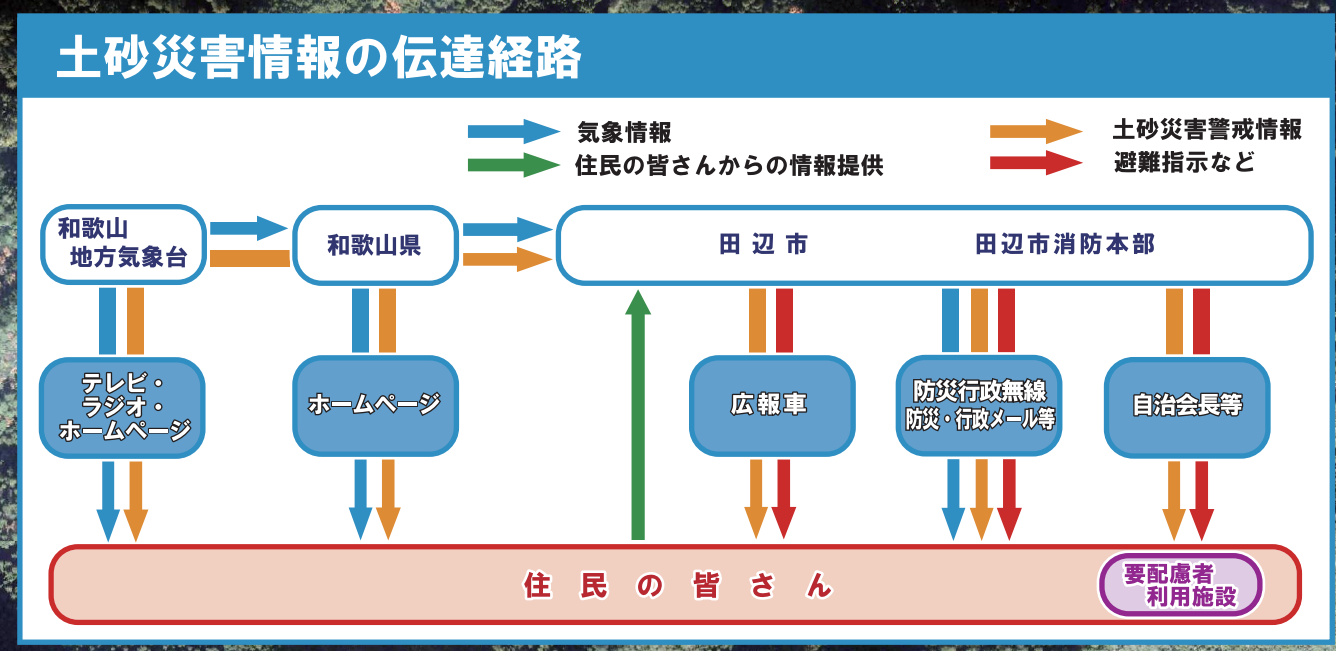 土砂災害情報の伝達経路
気象情報
住民の皆さんからの情報提供
土砂災害警戒情報
避難指示など
和歌山
地方気象台
和歌山県
田辺市
田辺市消防本部
テレビ・
ラジオ・
ホームページ
ホームページ
広報車
防災行政無線
防災・行政メール等
自治会長等
住民の皆さん
要配慮者
利用施設